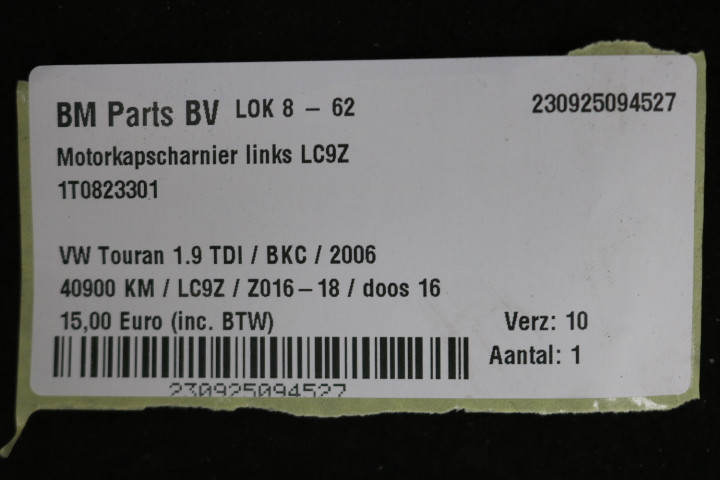 BM Parts BV LOK 8 - 62 230925094527
Motorkapscharnier links LC9Z
1T0823301
VW Touran 1.9 TDI / BKC / 2006
40900 KM / LC9Z / Z016-18 / doos 16
15,00 Euro (inc. BTW) Verz: 10
Aantal: 1
230925094527